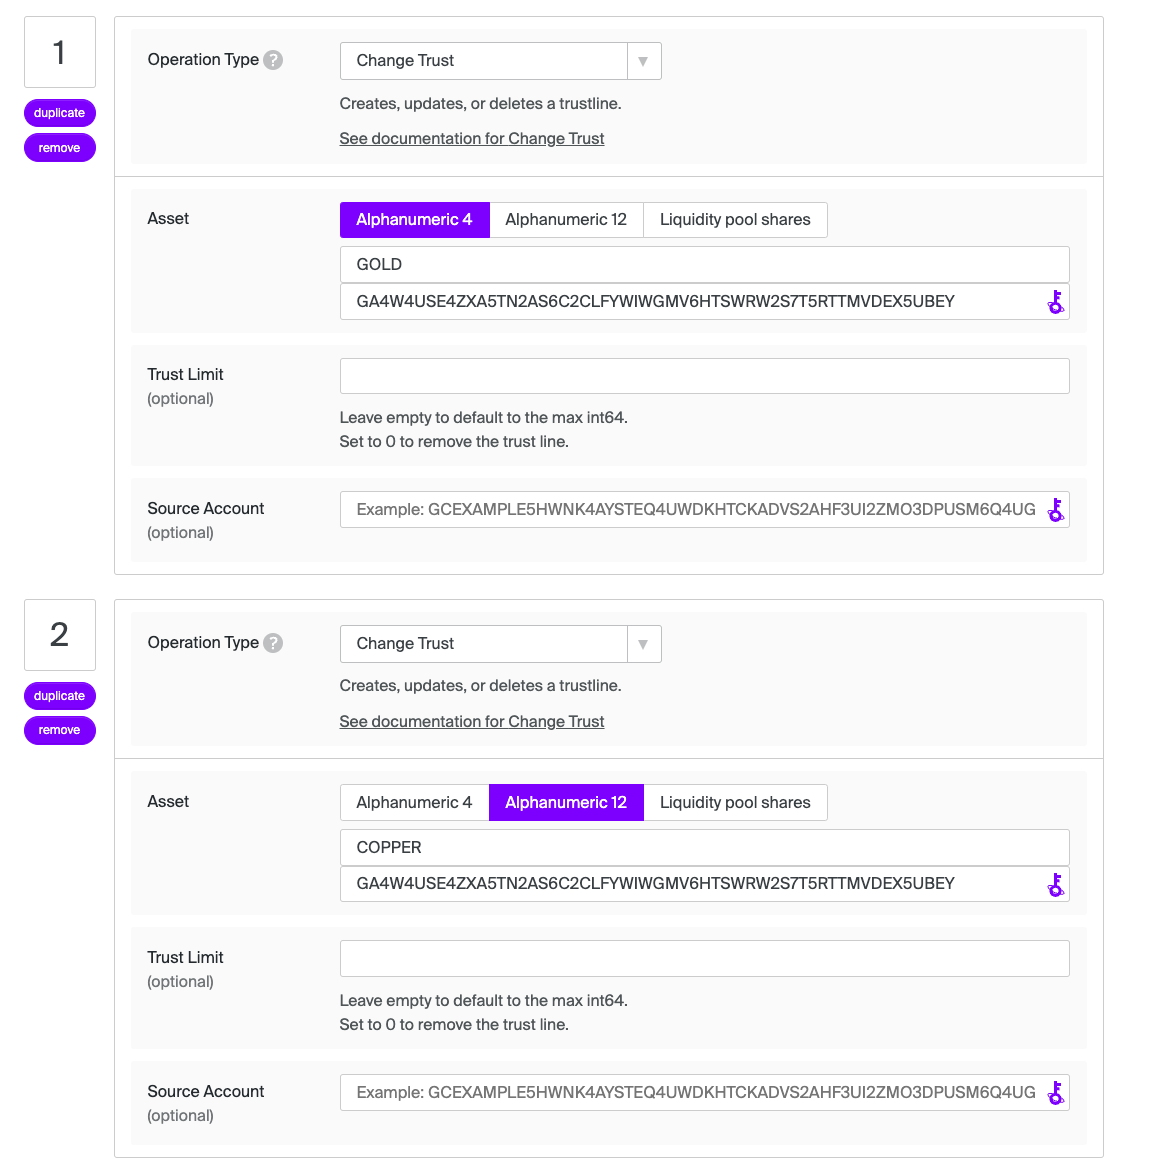 1
duplicate
remove
Operation Type ?
Change Trust
Creates, updates, or deletes a trustline.
See documentation for Change Trust
Asset
Alphanumeric 4 Alphanumeric 12 Liquidity pool shares
GOLD
GA4W4USE4ZXA5TN2AS6C2CLFYWIWGMV6HTSWRW2S7T5RTTMVDEX5UBEY
Trust Limit
(optional)
Leave empty to default to the max int64.
Set to 0 to remove the trust line.
Source Account
(optional)
Example: GCEXAMPLE5HWNK4AYSTEQ4UWDKHTCKADVS2AHF3UI2ZMO3DPUSM6Q4UG
2
duplicate
remove
Operation Type ?
Change Trust
Creates, updates, or deletes a trustline.
See documentation for Change Trust
Asset
Alphanumeric 4 Alphanumeric 12 Liquidity pool shares
COPPER
GA4W4USE4ZXA5TN2AS6C2CLFYWIWGMV6HTSWRW2S7T5RTTMVDEX5UBEY
Trust Limit
(optional)
Leave empty to default to the max int64.
Set to 0 to remove the trust line.
Source Account
(optional)
Example: GCEXAMPLE5HWNK4AYSTEQ4UWDKHTCKADVS2AHF3UI2ZMO3DPUSM6Q4UG